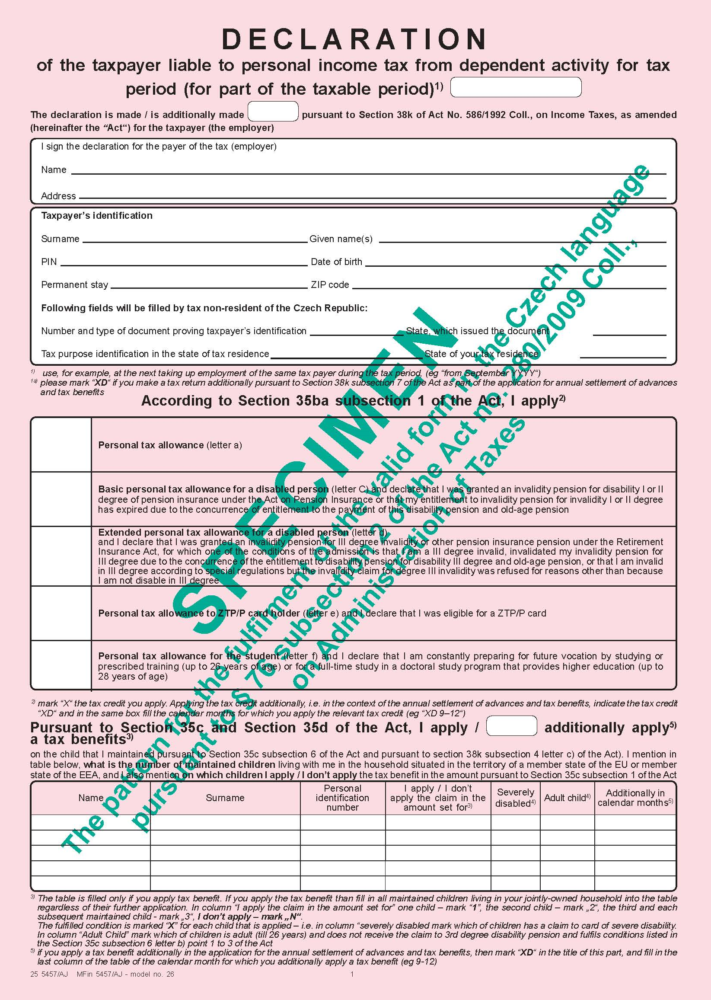 DECLARATION
of the taxpayer liable to personal income tax from dependent activity for tax
period (for part of the taxable period)1)
The declaration is made / is additionally made pursuant to Section 38k of Act No. 586/1992 Coll., on Income Taxes, as amended
(hereinafter the “Act“) for the taxpayer (the employer)
I sign the declaration for the payer of the tax (employer)
Name
Address
Taxpayer’s identification
Surname Given name(s)
PIN Date of birth
Permanent stay ZIP code
Following fields will be filled by tax non-resident of the Czech Republic:
Number and type of document proving taxpayer’s identification State, which issued the document
Tax purpose identification in the state of tax residence State of your tax residence
1) use, for example, at the next taking up employment of the same tax payer during the tax period, (eg “from September YYYY“)
1a) please mark “XD“ if you make a tax return additionally pursuant to Section 38k subsection 7 of the Act as part of the application for annual settlement of advances
and tax benefits
According to Section 35ba subsection 1 of the Act, I apply2)
Personal tax allowance (letter a)
Basic personal tax allowance for a disabled person (letter C) and declare that I was granted an invalidity pension for disability I or II
degree of pension insurance under the Act on Pension Insurance or that my entitlement to invalidity pension for invalidity I or II degree
has expired due to the concurrence of entitlement to the payment of this disability pension and old-age pension
Extended personal tax allowance for a disabled person (letter d)
and I declare that I was granted an invalidity pension for III degree invalidity or other pension insurance pension under the Retirement
Insurance Act, for which one of the conditions of the admission is that I am a III degree invalid, invalidated my invalidity pension for
III degree due to the concurrence of the entitlement to disability pension for disability III degree and old-age pension, or that I am invalid
in III degree according to special regulations but the invalidity claim for degree III invalidity was refused for reasons other than because
I am not disable in III degree
Personal tax allowance to ZTP/P card holder (letter e) and I declare that I was eligible for a ZTP/P card
Personal tax allowance for the student (letter f) and I declare that I am constantly preparing for future vocation by studying or
prescribed training (up to 26 years of age) or for a full-time study in a doctoral study program that provides higher education (up to
28 years of age)
2) mark “X“ the tax credit you apply. Applying the tax credit additionally, i.e. in the context of the annual settlement of advances and tax benefits, indicate the tax credit
“XD“ and in the same box fill the calendar months for which you apply the relevant tax credit (eg “XD 9–12“)
Pursuant to Section 35c and Section 35d of the Act, I apply / additionally apply5)
a tax benefits3)
on the child that I maintained pursuant to Section 35c subsection 6 of the Act and pursuant to section 38k subsection 4 letter c) of the Act). I mention in
table below, what is the number of maintained children living with me in the household situated in the territory of a member state of the EU or member
state of the EEA, and I also mention on which children I apply / I don’t apply the tax benefit in the amount pursuant to Section 35c subsection 1 of the Act
Name
Surname
Personal
identification
number
I apply / I don’t
apply the claim in the
amount set for3)
Severely
disabled4)
Adult child4)
Additionally in
calendar months5)
3) The table is filled only if you apply tax benefit. If you apply the tax benefit than fill in all maintained children living in your jointly-owned household into the table
regardless of their further application. In column “I apply the claim in the amount set for” one child – mark “1”, the second child – mark „2“, the third and each
subsequent maintained child - mark „3“, I don’t apply – mark „N“.
The fulfilled condition is marked “X” for each child that is applied – i.e. in column “severely disabled mark which of children has a claim to card of severe disability.
In column “Adult Child” mark which of children is adult (till 26 years) and does not receive the claim to 3rd degree disability pension and fulfils conditions listed in
the Section 35c subsection 6 letter b) point 1 to 3 of the Act
5) if you apply a tax benefit additionally in the application for the annual settlement of advances and tax benefits, then mark “XD“ in the title of this part, and fill in the
last column of the table of the calendar month for which you additionally apply a tax benefit (eg 9-12)
25 5457/AJ MFin 5457/AJ - model no. 26
1
SPECIMEN
The pattern for the fulfilment of the valid form in the Czech language
pursuant to § 76 subsection 2 of the Act no. 280/2009 Coll.,
on Administration of Taxes